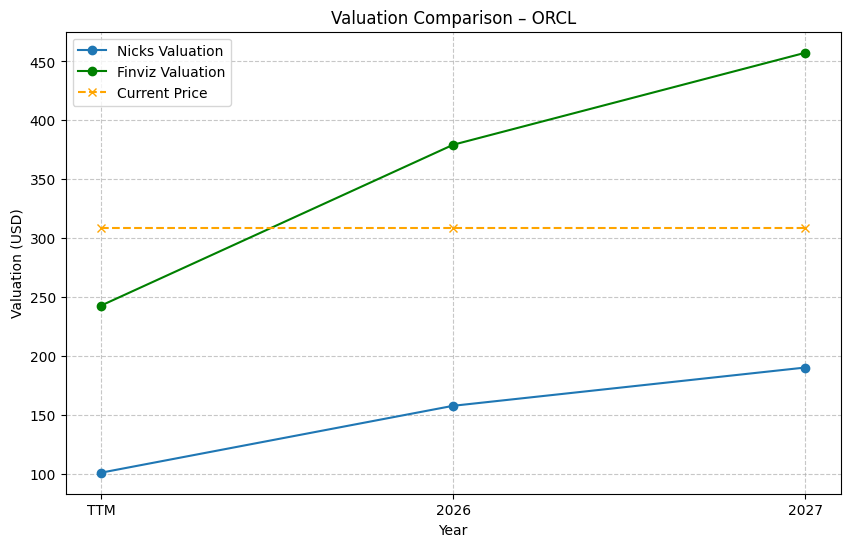 Valuation Comparison – ORCL
Nicks Valuation
Finviz Valuation
Current Price
Valuation (USD)
450
400
350
300
250
200
150
100
TTM
2026
2027
Year